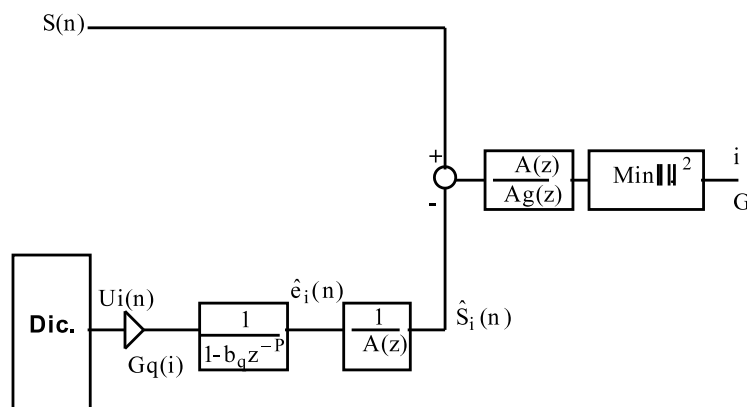 S(n)
+
-
A(z)
Ag(z)
Min‖‖²
i
G
Dic.
Ui(n)
Gq(i)
1
1-b_q z^{-P}
ê_i(n)
1
A(z)
Ŝ_i(n)